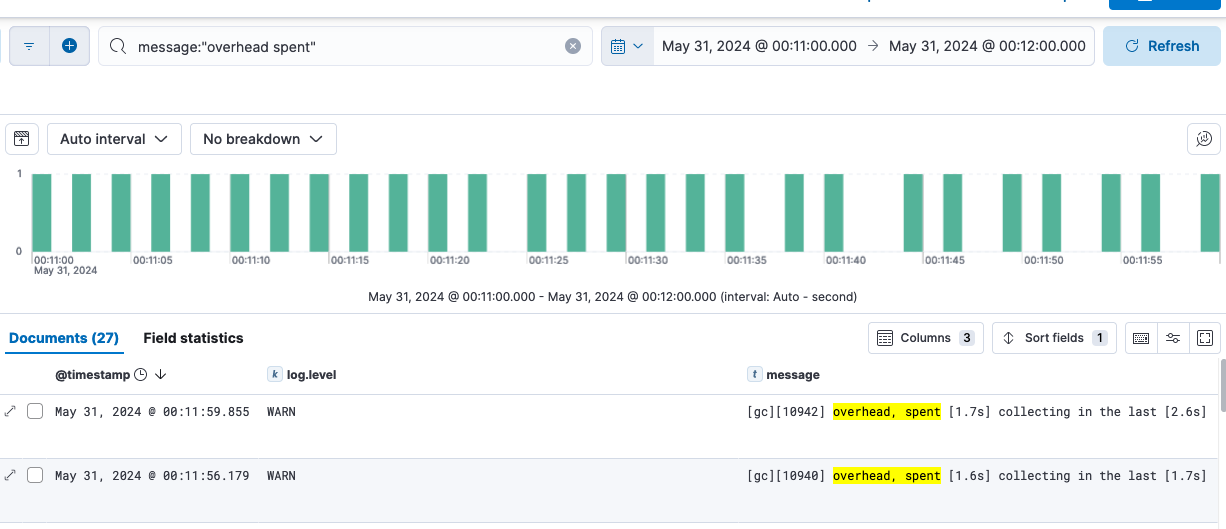 message:"overhead spent"
May 31, 2024 @ 00:11:00.000 → May 31, 2024 @ 00:12:00.000
Refresh
Auto interval
No breakdown
1
0
00:11:00 00:11:05 00:11:10 00:11:15 00:11:20 00:11:25 00:11:30 00:11:35 00:11:40 00:11:45 00:11:50 00:11:55
May 31, 2024
May 31, 2024 @ 00:11:00.000 - May 31, 2024 @ 00:12:00.000 (interval: Auto - second)
Documents (27) Field statistics Columns 3 Sort fields 1
@timestamp k log.level t message
May 31, 2024 @ 00:11:59.855 WARN [gc][10942] overhead, spent [1.7s] collecting in the last [2.6s]
May 31, 2024 @ 00:11:56.179 WARN [gc][10940] overhead, spent [1.6s] collecting in the last [1.7s]